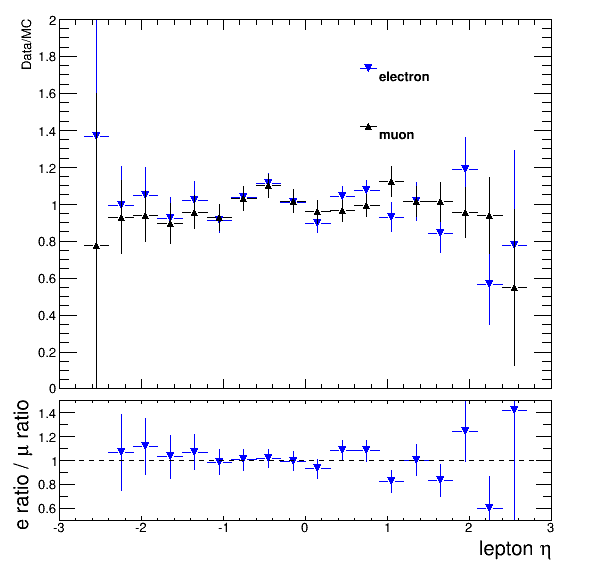 Data/MC
2
1.8
1.6
1.4
1.2
1
0.8
0.6
0.4
0.2
0
electron
muon
e ratio / μ ratio
1.4
1.2
1
0.8
0.6
-3 -2 -1 0 1 2 3
lepton η